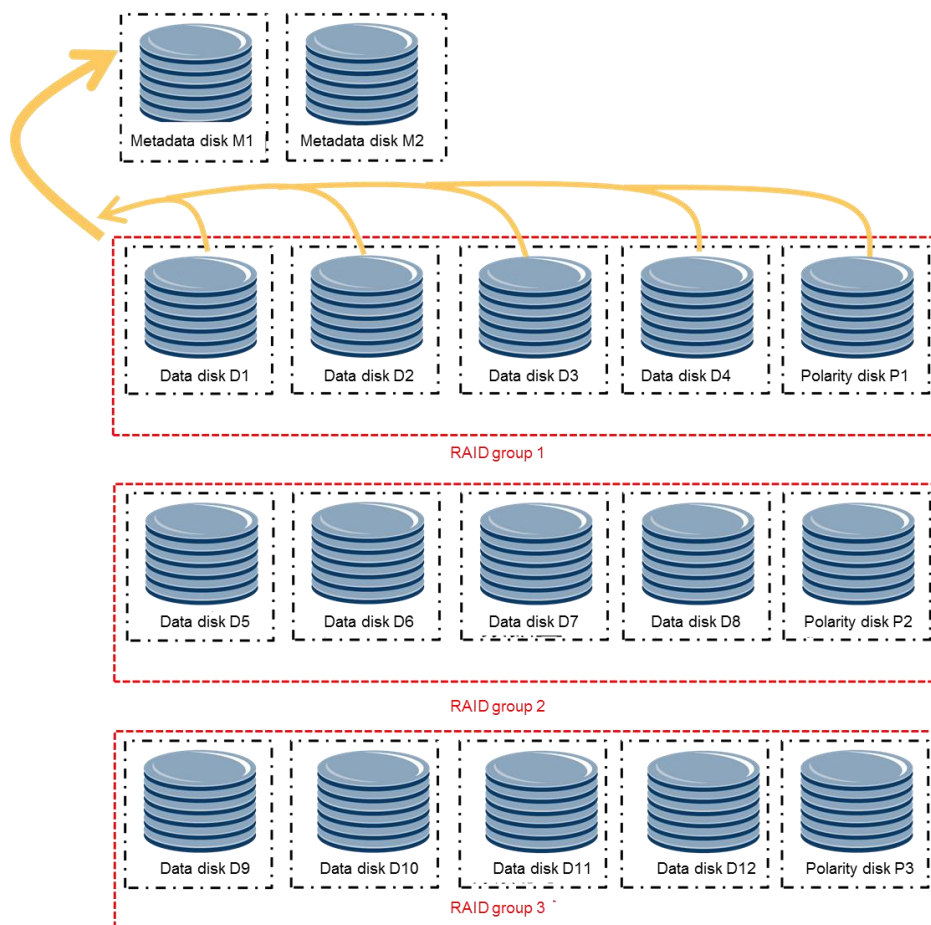 Metadata disk M1
Metadata disk M2
Data disk D1
Data disk D2
Data disk D3
Data disk D4
Polarity disk P1
RAID group 1
Data disk D5
Data disk D6
Data disk D7
Data disk D8
Polarity disk P2
RAID group 2
Data disk D9
Data disk D10
Data disk D11
Data disk D12
Polarity disk P3
RAID group 3